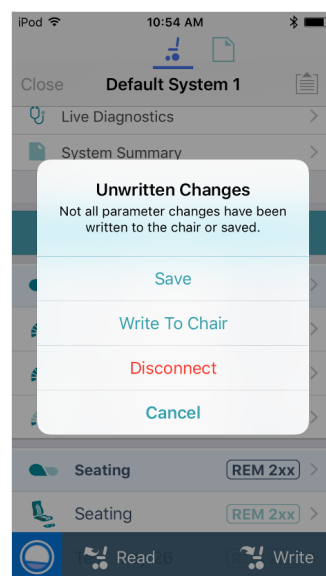 iPod 10:54 AM
Close Default System 1
Live Diagnostics
System Summary
Unwritten Changes
Not all parameter changes have been
written to the chair or saved.
Save
Write To Chair
Disconnect
Cancel
Seating REM 2xx
Seating REM 2xx
Read Write